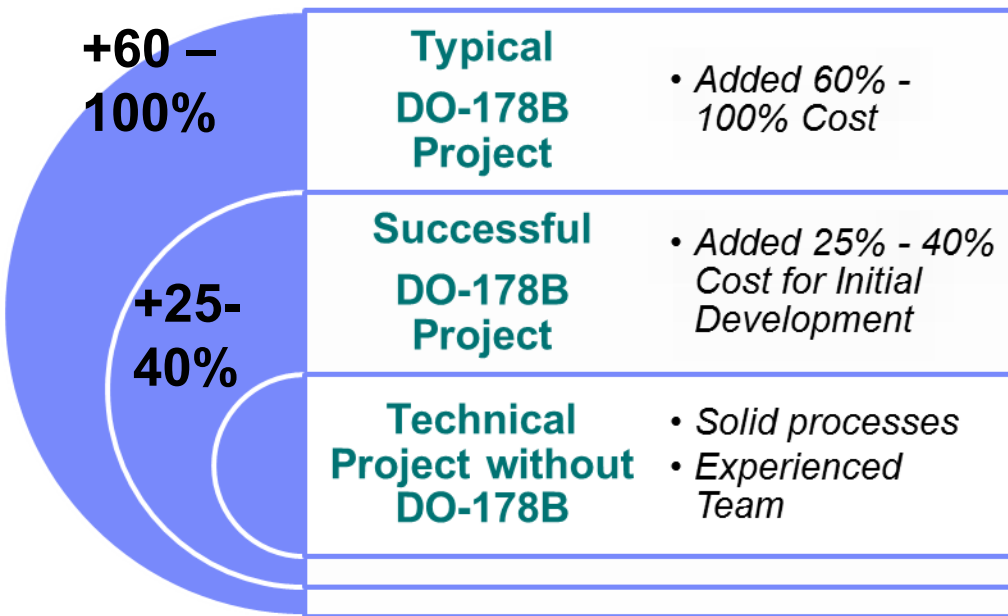 +60 –
100%
Typical
DO-178B
Project
• Added 60% -
100% Cost
+25-
40%
Successful
DO-178B
Project
• Added 25% - 40%
Cost for Initial
Development
Technical
Project without
DO-178B
• Solid processes
• Experienced
Team